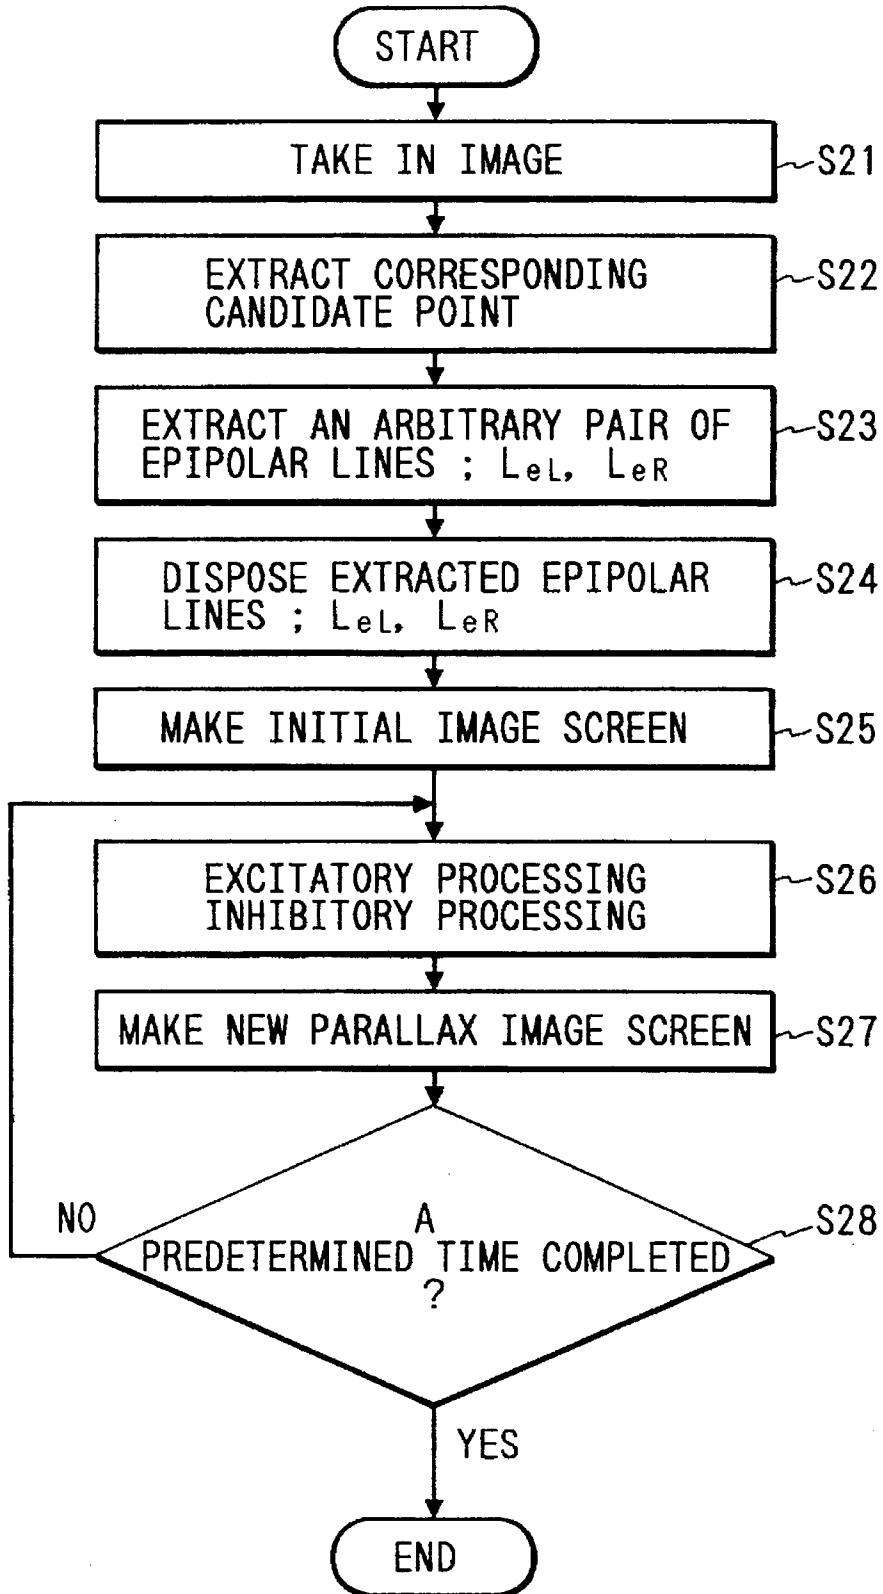 START
TAKE IN IMAGE
S21
EXTRACT CORRESPONDING
CANDIDATE POINT
S22
EXTRACT AN ARBITRARY PAIR OF
EPIPOLAR LINES ; LeL, LeR
S23
DISPOSE EXTRACTED EPIPOLAR
LINES ; LeL, LeR
S24
MAKE INITIAL IMAGE SCREEN
S25
EXCITATORY PROCESSING
INHIBITORY PROCESSING
S26
MAKE NEW PARALLAX IMAGE SCREEN
S27
NO
A
PREDETERMINED TIME COMPLETED
?
S28
YES
END